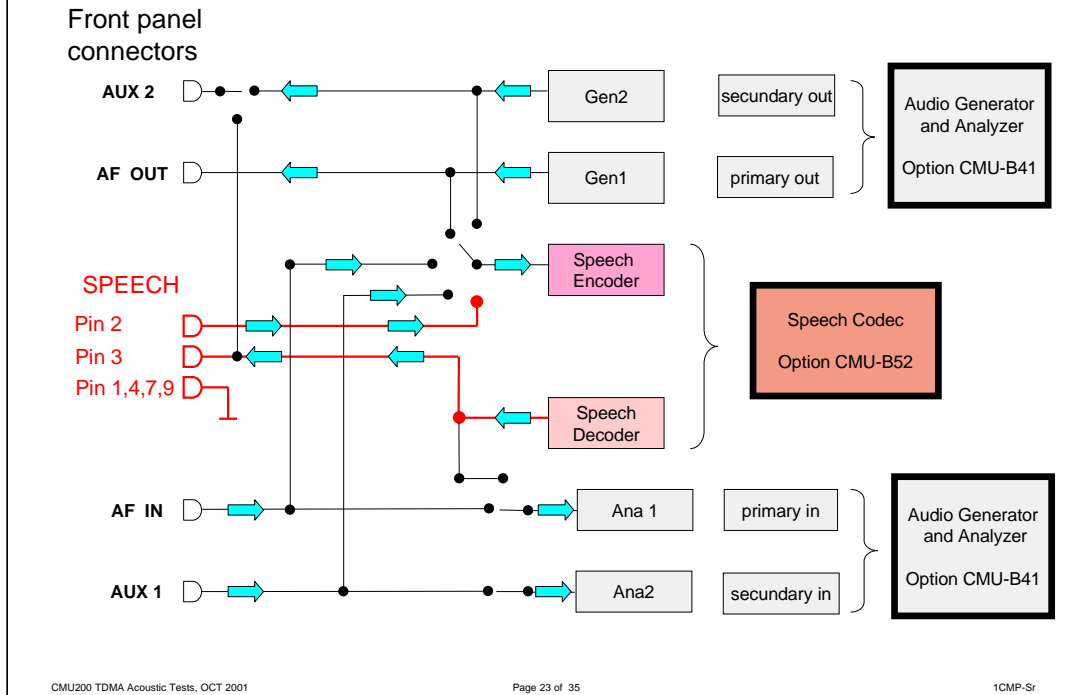 Front panel
connectors
AUX 2
Gen2
secundary out
Audio Generator
and Analyzer
Option CMU-B41
AF OUT
Gen1
primary out
Speech
Encoder
SPEECH
Pin 2
Pin 3
Pin 1,4,7,9
Speech Codec
Option CMU-B52
Speech
Decoder
AF IN
Ana 1
primary in
Audio Generator
and Analyzer
Option CMU-B41
AUX 1
Ana2
secundary in
CMU200 TDMA Acoustic Tests, OCT 2001
Page 23 of 35
1CMP-Sr